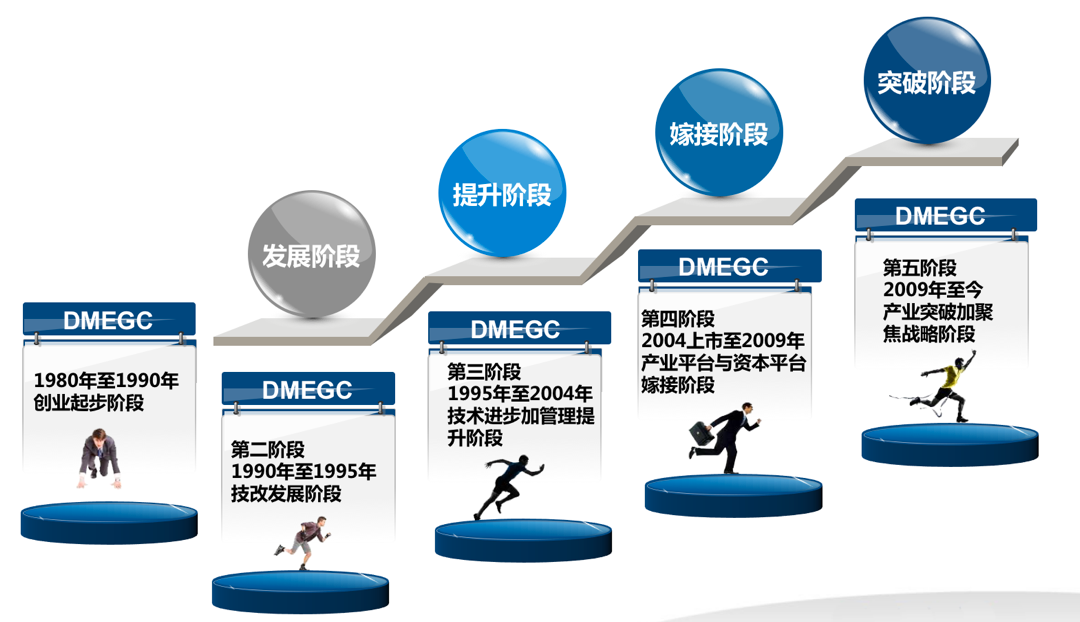 突破阶段
嫁接阶段
提升阶段
发展阶段
DMEGC
1980年至1990年
创业起步阶段
DMEGC
第二阶段
1990年至1995年
技改发展阶段
DMEGC
第三阶段
1995年至2004年
技术进步加管理提
升阶段
DMEGC
第四阶段
2004上市至2009年
产业平台与资本平台
嫁接阶段
DMEGC
第五阶段
2009年至今
产业突破加聚
焦战略阶段